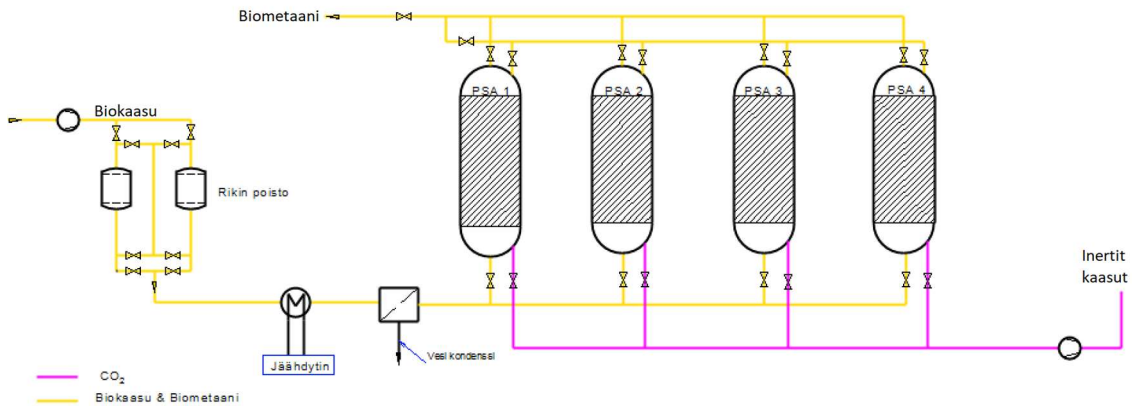 Biometaani
PSA 1
PSA 2
PSA 3
PSA 4
Biokaasu
Rikin poisto
Inertit
kaasut
Vesi kondenssi
Jäähdytin
CO₂
Biokaasu & Biometaani